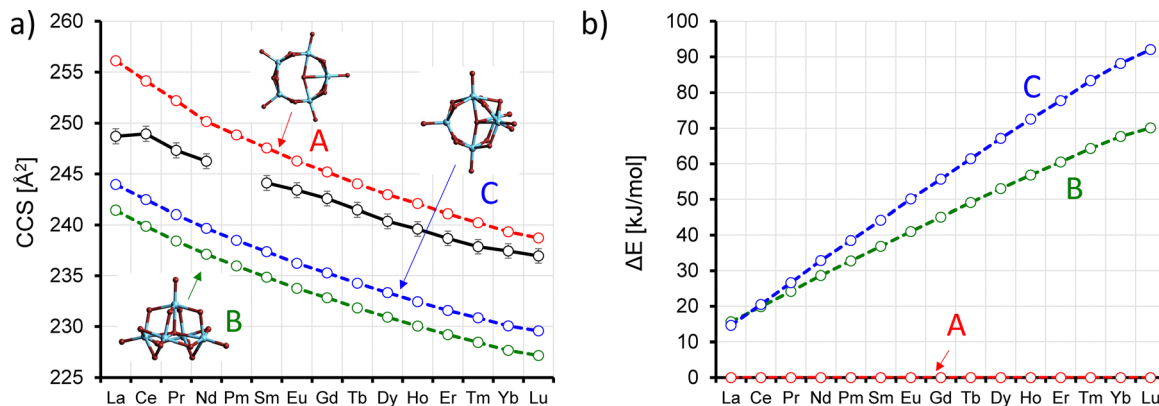 a)
CCS [Å²]
260
255
250
245
240
235
230
225
A
C
B
La Ce Pr Nd Pm Sm Eu Gd Tb Dy Ho Er Tm Yb Lu
b)
ΔE [kJ/mol]
100
90
80
70
60
50
40
30
20
10
0
C
B
A
La Ce Pr Nd Pm Sm Eu Gd Tb Dy Ho Er Tm Yb Lu